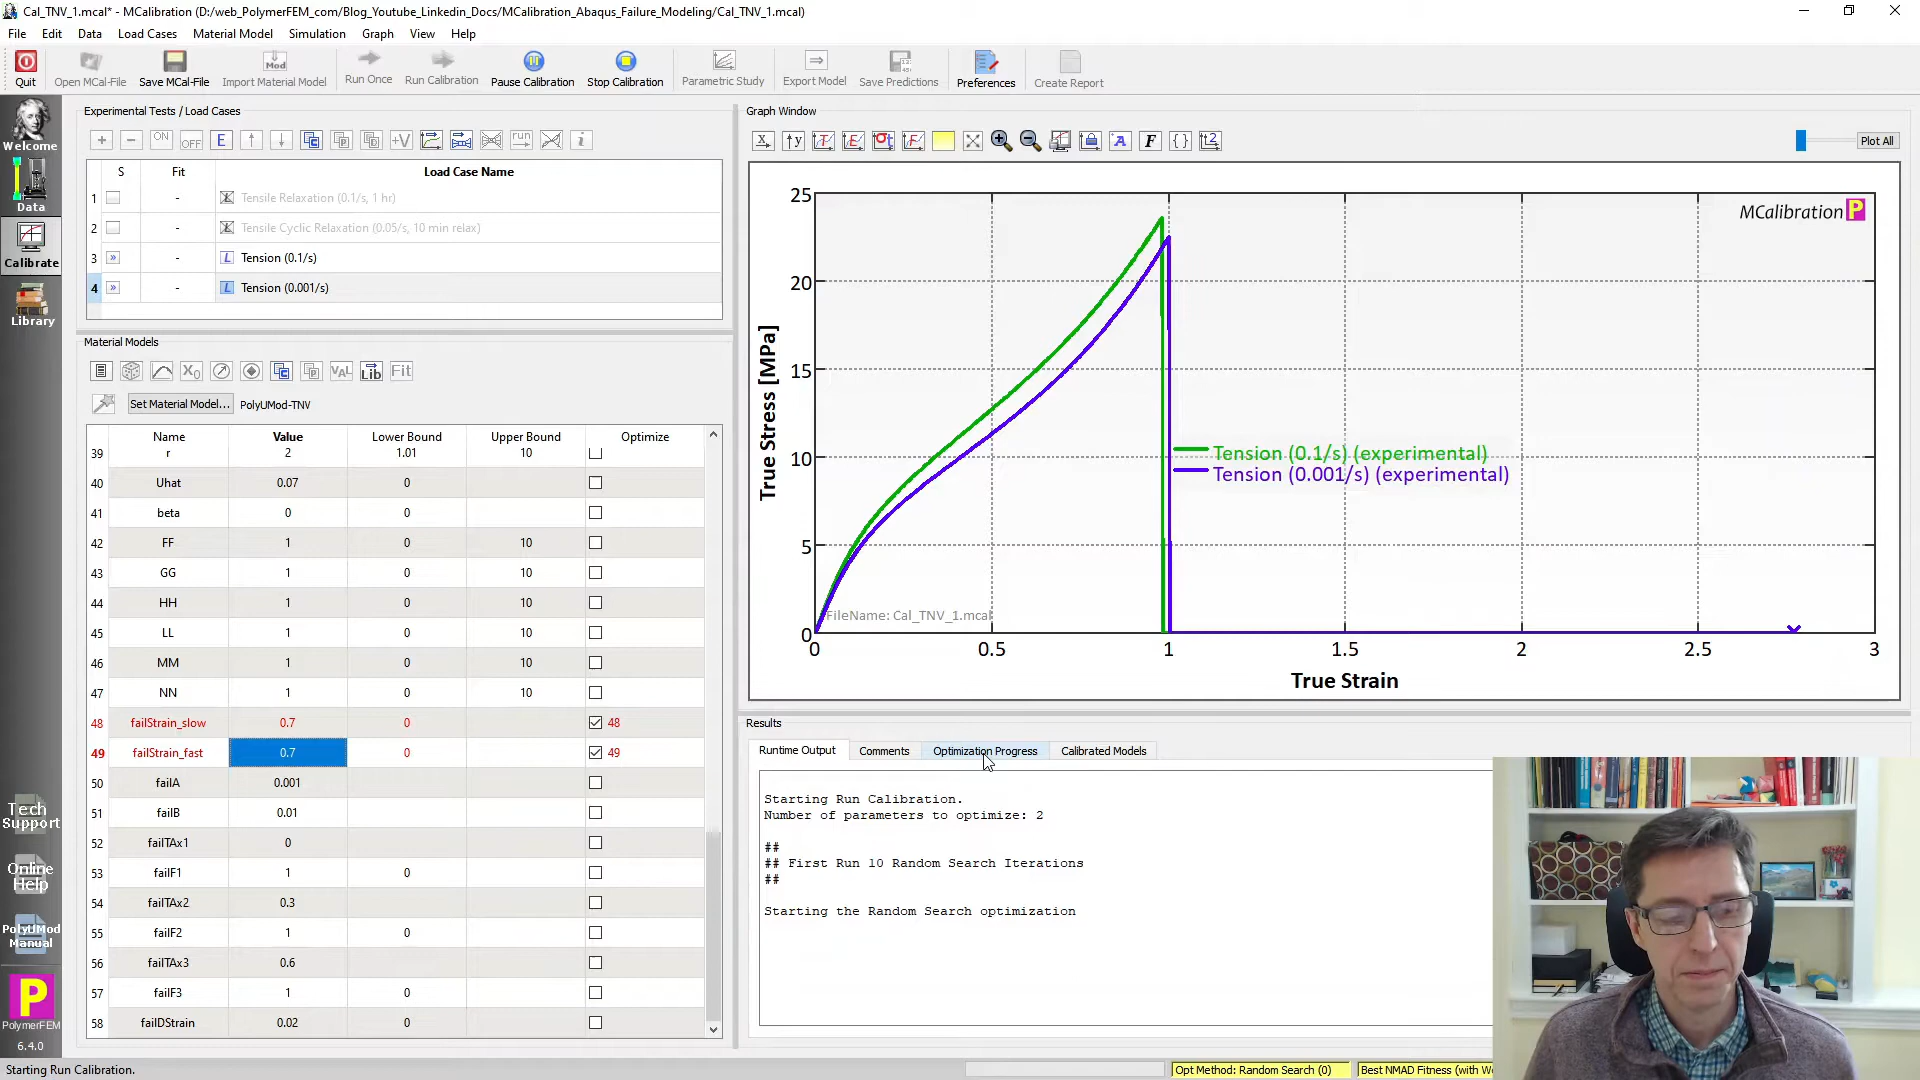 Cal_TNV_1.mcal* - MCalibration (D:/web_PolymerFEM_com/Blog_Youtube_Linkedin_Docs/MCalibration_Abaqus_Failure_Modeling/Cal_TNV_1.mcal)
File Edit Data Load Cases Material Model Simulation Graph View Help
Quit Open MCal-File Save MCal-File Import Material Model Run Once Run Calibration Pause Calibration Stop Calibration Parametric Study Export Model Save Predictions Preferences Create Report
Welcome
Data
Calibrate
Library
Tech Support
Online Help
PolyUMod Manual
P
PolymerFEM
6.4.0
Experimental Tests / Load Cases
+ - ON OFF E +V run i
S Fit Load Case Name
1 - Tensile Relaxation (0.1/s, 1 hr)
2 - Tensile Cyclic Relaxation (0.05/s, 10 min relax)
3 » - L Tension (0.1/s)
4 » - L Tension (0.001/s)
Material Models
X0 VAL Lib Fit
Set Material Model... PolyUMod-TNV
Name Value Lower Bound Upper Bound Optimize
39 r 2 1.01 10
40 Uhat 0.07 0
41 beta 0 0
42 FF 1 0 10
43 GG 1 0 10
44 HH 1 0 10
45 LL 1 0 10
46 MM 1 0 10
47 NN 1 0 10
48 failStrain_slow 0.7 0 48
49 failStrain_fast 0.7 0 49
50 failA 0.001
51 failB 0.01
52 failTAx1 0
53 failF1 1 0
54 failTAx2 0.3
55 failF2 1 0
56 failTAx3 0.6
57 failF3 1 0
58 failDStrain 0.02
Graph Window
Plot All
MCalibration P
25
20
15
10
5
0
True Stress [MPa]
Tension (0.1/s) (experimental)
Tension (0.001/s) (experimental)
FileName: Cal_TNV_1.mcal
0 0.5 1 1.5 2 2.5 3
True Strain
Results
Runtime Output Comments Optimization Progress Calibrated Models
Starting Run Calibration.
Number of parameters to optimize: 2
##
## First Run 10 Random Search Iterations
##
Starting the Random Search optimization
Starting Run Calibration.
Opt Method: Random Search (0) Best NMAD Fitness (with